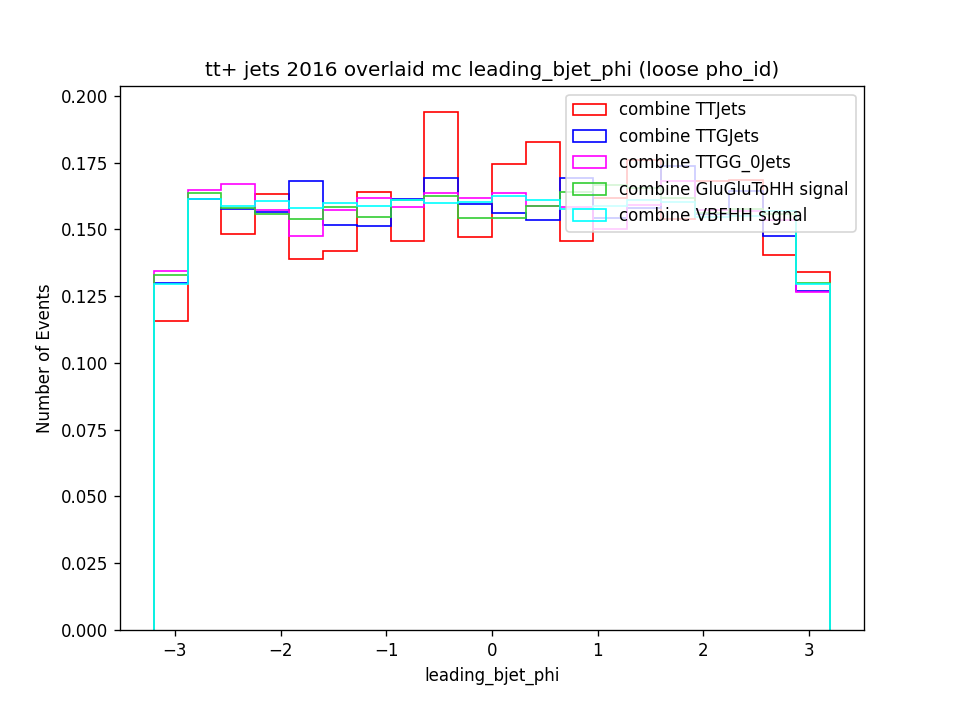 tt+ jets 2016 overlaid mc leading_bjet_phi (loose pho_id)
combine TTJets
combine TTGJets
combine TTGG_0Jets
combine GluGluToHH signal
combine VBFHH signal
0.200
0.175
0.150
0.125
0.100
0.075
0.050
0.025
0.000
Number of Events
−3 −2 −1 0 1 2 3
leading_bjet_phi